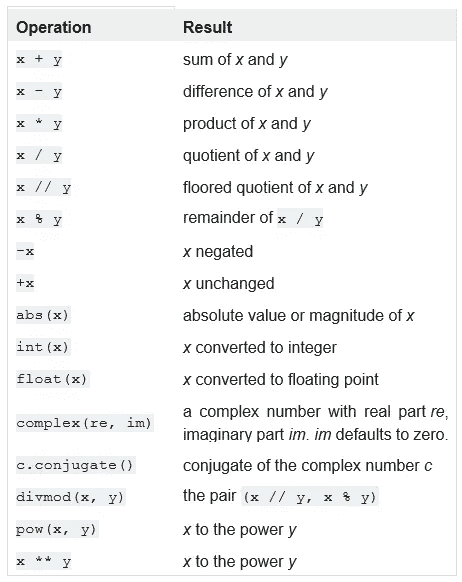 Operation Result
x + y sum of x and y
x - y difference of x and y
x * y product of x and y
x / y quotient of x and y
x // y floored quotient of x and y
x % y remainder of x / y
-x x negated
+x x unchanged
abs(x) absolute value or magnitude of x
int(x) x converted to integer
float(x) x converted to floating point
complex(re, im) a complex number with real part re,
imaginary part im. im defaults to zero.
c.conjugate() conjugate of the complex number c
divmod(x, y) the pair (x // y, x % y)
pow(x, y) x to the power y
x ** y x to the power y